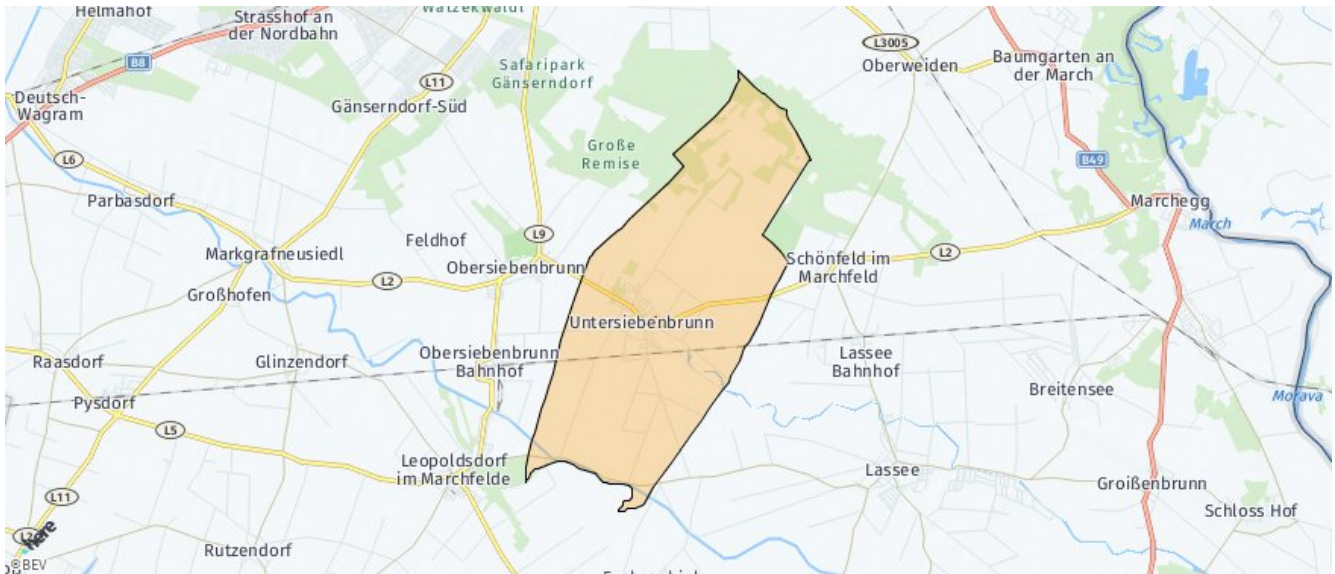 Helmahof
Strasshof an
der Nordbahn
Watzekwaldl
B8
L11
Safaripark
Gänserndorf
L3005
Oberweiden
Baumgarten an
der March
Deutsch-
Wagram
Gänserndorf-Süd
Große
Remise
L6
B49
Parbasdorf
Marchegg
March
Feldhof
L9
Markgrafneusiedl
L2
Obersiebenbrunn
Schönfeld im
Marchfeld
L2
Großhofen
Untersiebenbrunn
Raasdorf
Glinzendorf
Obersiebenbrunn
Bahnhof
Lassee
Bahnhof
Breitensee
Morava
Pysdorf
L5
Leopoldsdorf
im Marchfelde
Lassee
Groißenbrunn
L11
Schloss Hof
here
Rutzendorf
©BEV